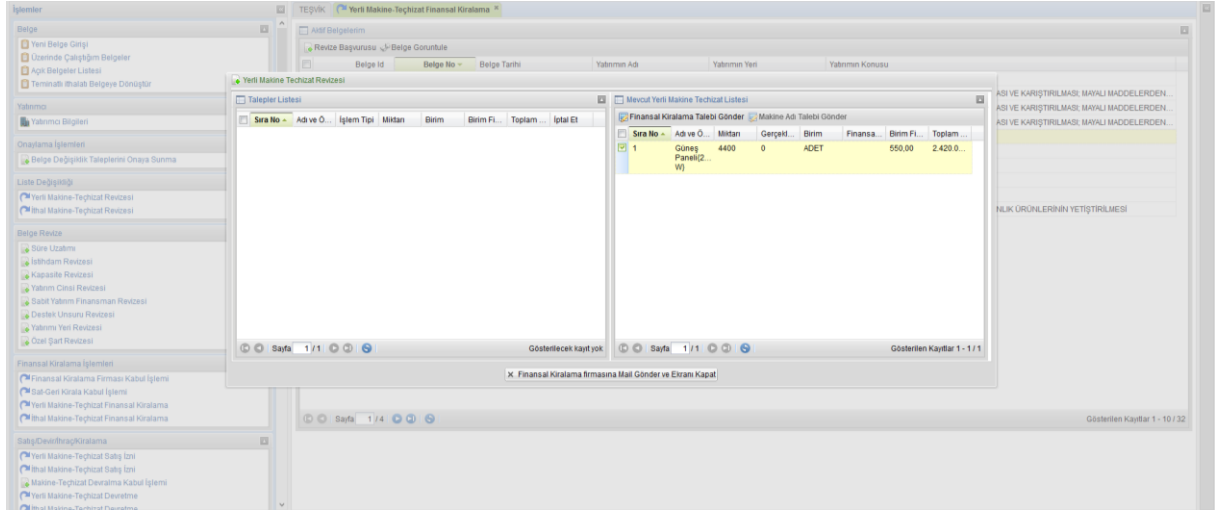 İşlemler
TEŞVİK
Yerli Makine-Teçhizat Finansal Kiralama
Belge
Yeni Belge Girişi
Üzerinde Çalıştığım Belgeler
Açık Belgeler Listesi
Teminatlı İthalatı Belgeye Dönüştür
Yatırımcı
Yatırımcı Bilgileri
Onaylama İşlemleri
Belge Değişiklik Taleplerini Onaya Sunma
Liste Değişikliği
Yerli Makine-Teçhizat Revizesi
İthal Makine-Teçhizat Revizesi
Belge Revize
Süre Uzatımı
İstihdam Revizesi
Kapasite Revizesi
Yatırım Cinsi Revizesi
Sabit Yatırım Finansman Revizesi
Destek Unsuru Revizesi
Yatırımı Yeri Revizesi
Özel Şart Revizesi
Finansal Kiralama İşlemleri
Finansal Kiralama Firması Kabul İşlemi
Sat-Geri Kirala Kabul İşlemi
Yerli Makine-Teçhizat Finansal Kiralama
İthal Makine-Teçhizat Finansal Kiralama
Satış/Devir/İhraç/Kiralama
Yerli Makine-Teçhizat Satış İzni
İthal Makine-Teçhizat Satış İzni
Makine-Teçhizat Devralma Kabul İşlemi
Yerli Makine-Teçhizat Devretme
İthal Makine-Teçhizat Devretme
Aktif Belgelerim
Revize Başvurusu Belge Goruntule
Belge Id Belge No Belge Tarihi Yatırımın Adı Yatırımın Yeri Yatırımın Konusu
ASI VE KARIŞTIRILMASI; MAYALI MADDELERDEN...
ASI VE KARIŞTIRILMASI; MAYALI MADDELERDEN...
ASI VE KARIŞTIRILMASI; MAYALI MADDELERDEN...
NLIK ÜRÜNLERİNİN YETİŞTİRİLMESİ
Yerli Makine Techizat Revizesi
Talepler Listesi
Sıra No Adı ve Ö... İşlem Tipi Miktarı Birim Birim Fi... Toplam ... İptal Et
Sayfa 1 / 1 Gösterilecek kayıt yok
Mevcut Yerli Makine Techizat Listesi
Finansal Kiralama Talebi Gönder Makine Adı Talebi Gönder
Sıra No Adı ve Ö... Miktarı Gerçekl... Birim Finansa... Birim Fi... Toplam ...
1 Güneş Paneli(2... W) 4400 0 ADET 550,00 2.420.0...
Sayfa 1 / 1 Gösterilen Kayıtlar 1 - 1 / 1
Finansal Kiralama firmasına Mail Gönder ve Ekranı Kapat
Sayfa 1 / 4 Gösterilen Kayıtlar 1 - 10 / 32